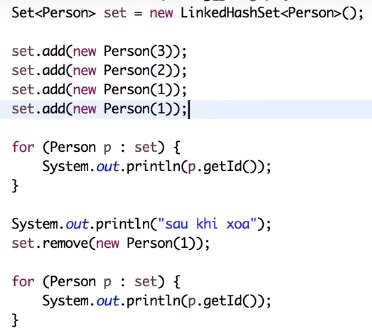 Set<Person> set = new LinkedHashSet<Person>();
set.add(new Person(3));
set.add(new Person(2));
set.add(new Person(1));
set.add(new Person(1));
for (Person p : set) {
System.out.println(p.getId());
}
System.out.println("sau khi xoa");
set.remove(new Person(1));
for (Person p : set) {
System.out.println(p.getId());
}